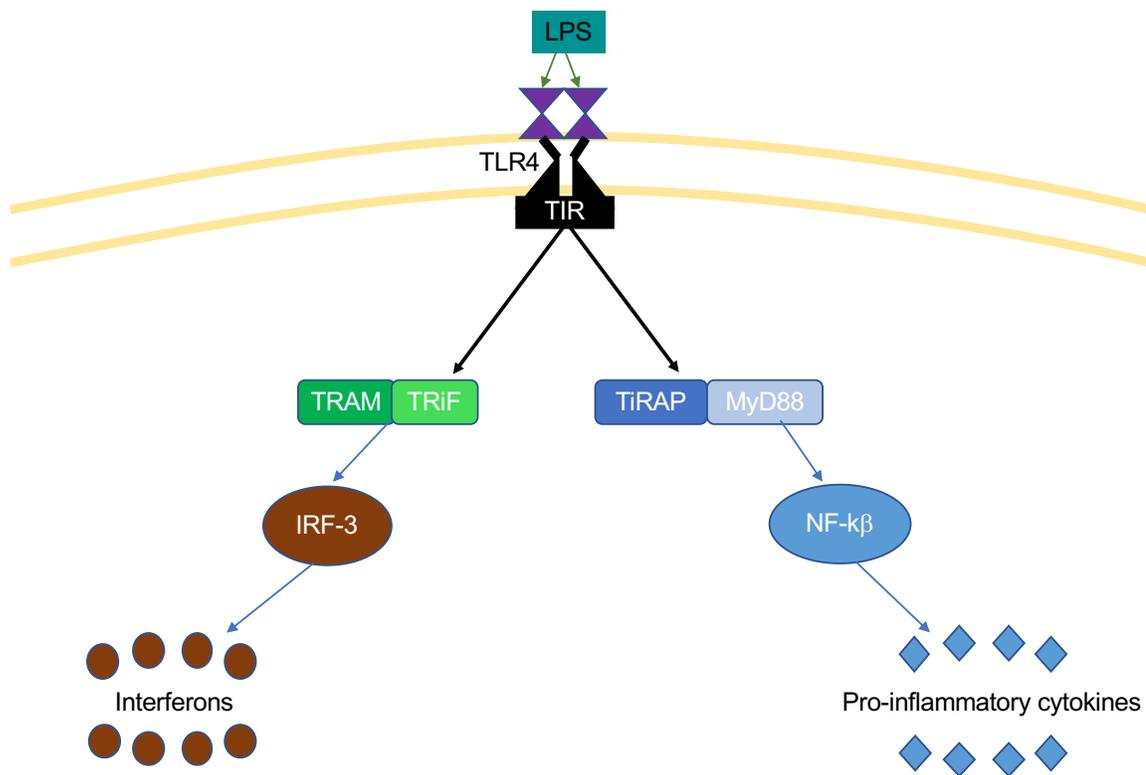 LPS
TLR4
TIR
TRAM TRiF TiRAP MyD88
IRF-3 NF-kβ
Interferons Pro-inflammatory cytokines